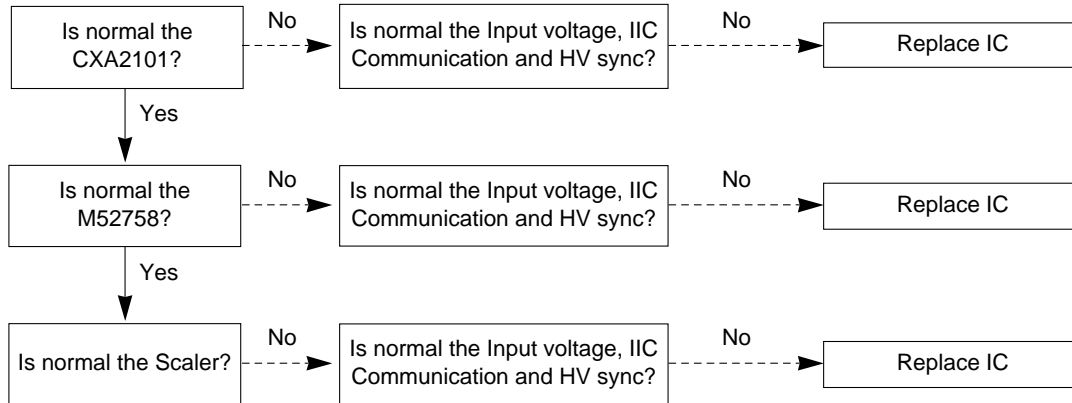 Is normal the
CXA2101?
No
Is normal the Input voltage, IIC
Communication and HV sync?
No
Replace IC
Yes
Is normal the
M52758?
No
Is normal the Input voltage, IIC
Communication and HV sync?
No
Replace IC
Yes
Is normal the Scaler?
No
Is normal the Input voltage, IIC
Communication and HV sync?
No
Replace IC